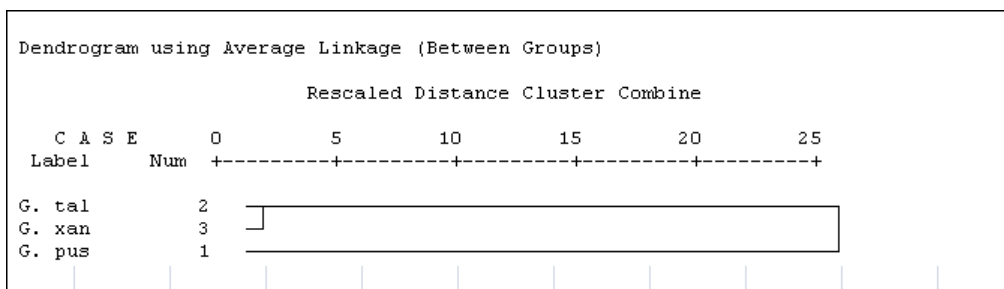 Dendrogram using Average Linkage (Between Groups)
Rescaled Distance Cluster Combine
C A S E 0 5 10 15 20 25
Label Num +---------+---------+---------+---------+---------+
G. tal 2
G. xan 3
G. pus 1